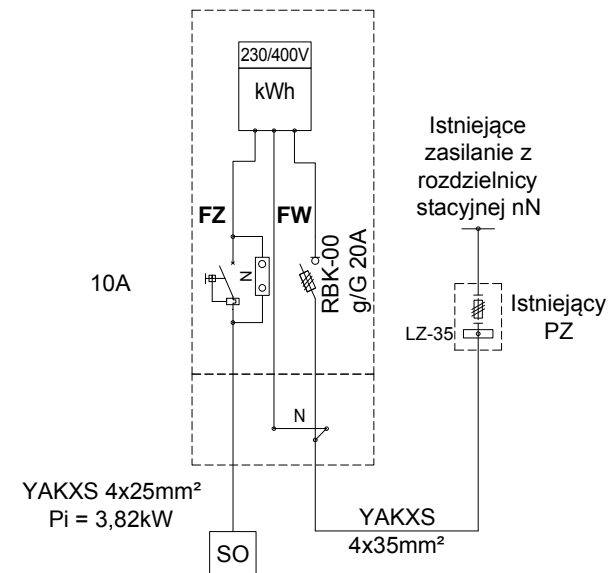 230/400V
kWh
FZ
FW
10A
N
RBK-00
g/G 20A
Istniejące
zasilanie z
rozdzielnicy
stacyjnej nN
LZ-35
Istniejący
PZ
N
YAKXS 4x25mm²
Pi = 3,82kW
SO
YAKXS
4x35mm²